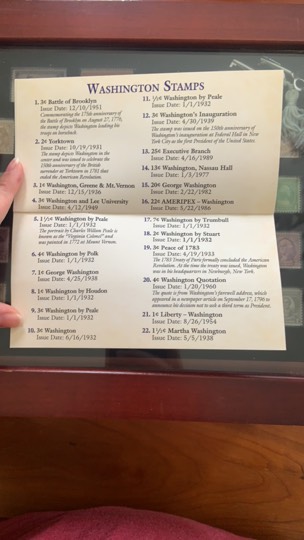 WASHINGTON STAMPS
1. 3¢ Battle of Brooklyn
Issue Date: 12/10/1951
Commemorating the 175th anniversary of
the Battle of Brooklyn on August 27, 1776,
the stamp depicts Washington leading his
troops on horseback.
2. 2¢ Yorktown
Issue Date: 10/19/1931
The stamp depicts Washington in the
center and was issued to celebrate the
150th anniversary of the British
surrender at Yorktown in 1781 that
ended the American Revolution.
3. 1¢ Washington, Greene & Mt. Vernon
Issue Date: 12/15/1936
4. 3¢ Washington and Lee University
Issue Date: 4/12/1949
5. 1½¢ Washington by Peale
Issue Date: 1/1/1932
The portrait by Charles Willson Peale is
known as the "Virginia Colonel" and was
painted in 1772 at Mount Vernon.
6. 4¢ Washington by Polk
Issue Date: 1/1/1932
7. 1¢ George Washington
Issue Date: 4/25/1938
8. 1¢ Washington by Houdon
Issue Date: 1/1/1932
9. 3¢ Washington by Peale
Issue Date: 1/1/1932
10. 3¢ Washington
Issue Date: 6/16/1932
11. ½¢ Washington by Peale
Issue Date: 1/1/1932
12. 3¢ Washington's Inauguration
Issue Date: 4/30/1939
The stamp was issued on the 150th anniversary of
Washington's inauguration at Federal Hall in New
York City as the first President of the United States.
13. 25¢ Executive Branch
Issue Date: 4/16/1989
14. 13¢ Washington, Nassau Hall
Issue Date: 1/3/1977
15. 20¢ George Washington
Issue Date: 2/22/1982
16. 22¢ AMERIPEX – Washington
Issue Date: 5/22/1986
17. 7¢ Washington by Trumbull
Issue Date: 1/1/1932
18. 2¢ Washington by Stuart
Issue Date: 1/1/1932
19. 3¢ Peace of 1783
Issue Date: 4/19/1933
The 1783 Treaty of Paris formally concluded the American
Revolution. At the time the treaty was issued, Washington
was in his headquarters in Newburgh, New York.
20. 4¢ Washington Quotation
Issue Date: 1/20/1960
The quote is from Washington's farewell address, which
appeared in a newspaper article on September 17, 1796 to
announce his decision not to seek a third term as President.
21. 1¢ Liberty – Washington
Issue Date: 8/26/1954
22. 1½¢ Martha Washington
Issue Date: 5/5/1938